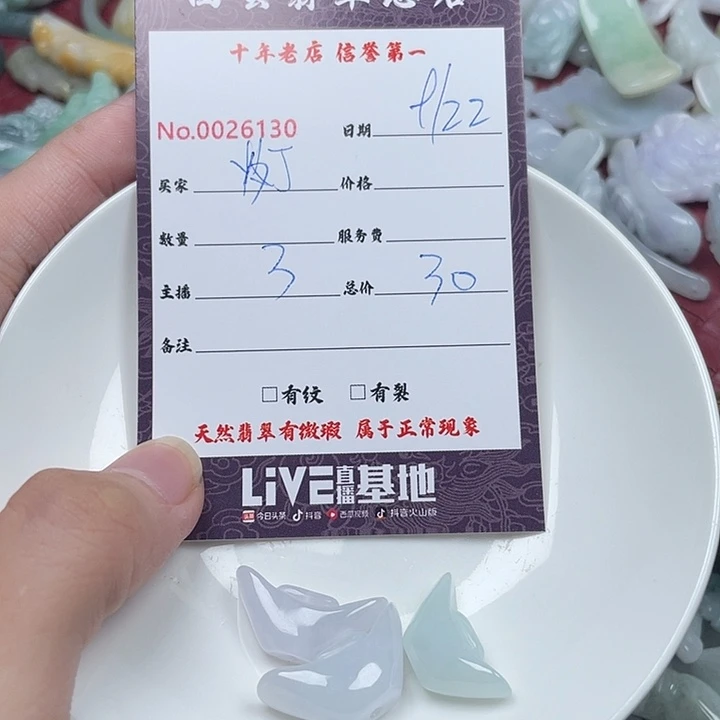 十年老店 信誉第一
No.0026130 日期 9/22
买家 价格
数量 服务费
主播 3 总价 30
备注
□有纹 □有裂
天然翡翠有微瑕 属于正常现象
LiVE直播基地
今日头条 抖音 西瓜视频 抖音火山版